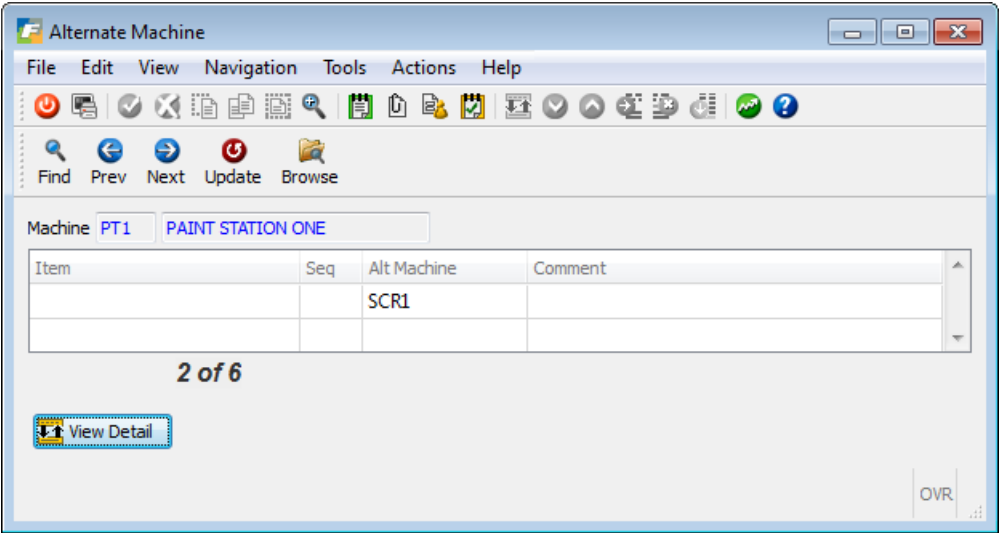 Alternate Machine
File Edit View Navigation Tools Actions Help
Find Prev Next Update Browse
Machine PT1 PAINT STATION ONE
Item Seq Alt Machine Comment
SCR1
2 of 6
View Detail
OVR